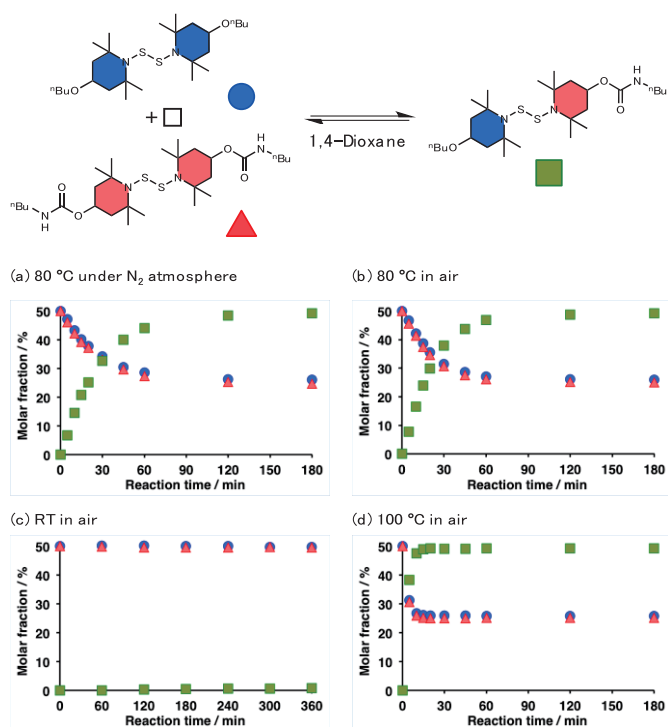 OⁿBu
S
N
S
N
ⁿBuO
+
1,4-Dioxane
O
H
N
O
ⁿBu
S
N
S
N
ⁿBuO
H
O
N
O
ⁿBu
N
S
S
N
O
ⁿBu
N
H
O
(a) 80 °C under N₂ atmosphere
(b) 80 °C in air
Molar fraction / %
50
40
30
20
10
0
0 30 60 90 120 150 180
Reaction time / min
Molar fraction / %
50
40
30
20
10
0
0 30 60 90 120 150 180
Reaction time / min
(c) RT in air
(d) 100 °C in air
Molar fraction / %
50
40
30
20
10
0
0 60 120 180 240 300 360
Reaction time / min
Molar fraction / %
50
40
30
20
10
0
0 30 60 90 120 150 180
Reaction time / min